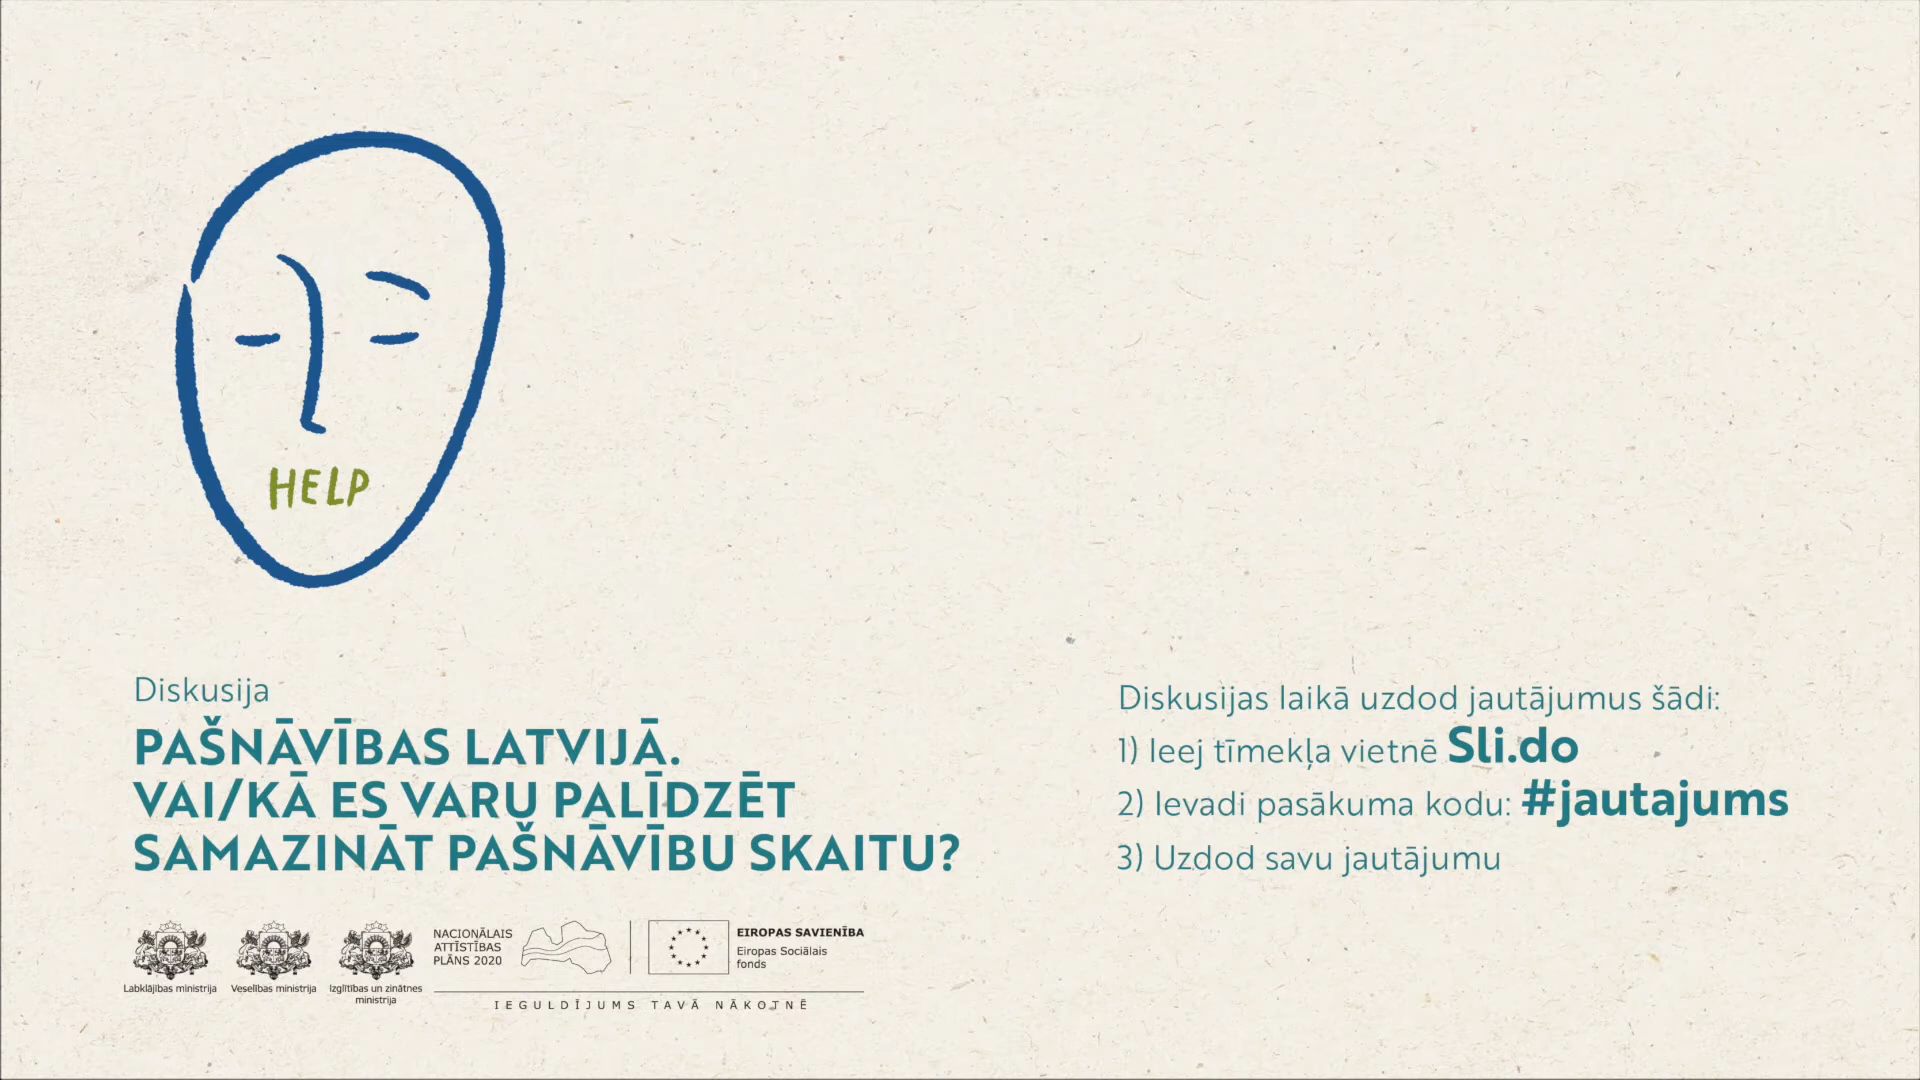 HELP
Diskusija
PAŠNĀVĪBAS LATVIJĀ.
VAI/KĀ ES VARU PALĪDZĒT
SAMAZINĀT PAŠNĀVĪBU SKAITU?
Diskusijas laikā uzdod jautājumus šādi:
1) Ieej tīmekļa vietnē Sli.do
2) Ievadi pasākuma kodu: #jautajums
3) Uzdod savu jautājumu
Labklājības ministrija
Veselības ministrija
Izglītības un zinātnes
ministrija
NACIONĀLAIS
ATTĪSTĪBAS
PLĀNS 2020
EIROPAS SAVIENĪBA
Eiropas Sociālais
fonds
IEGULDĪJUMS TAVĀ NĀKOTNĒ